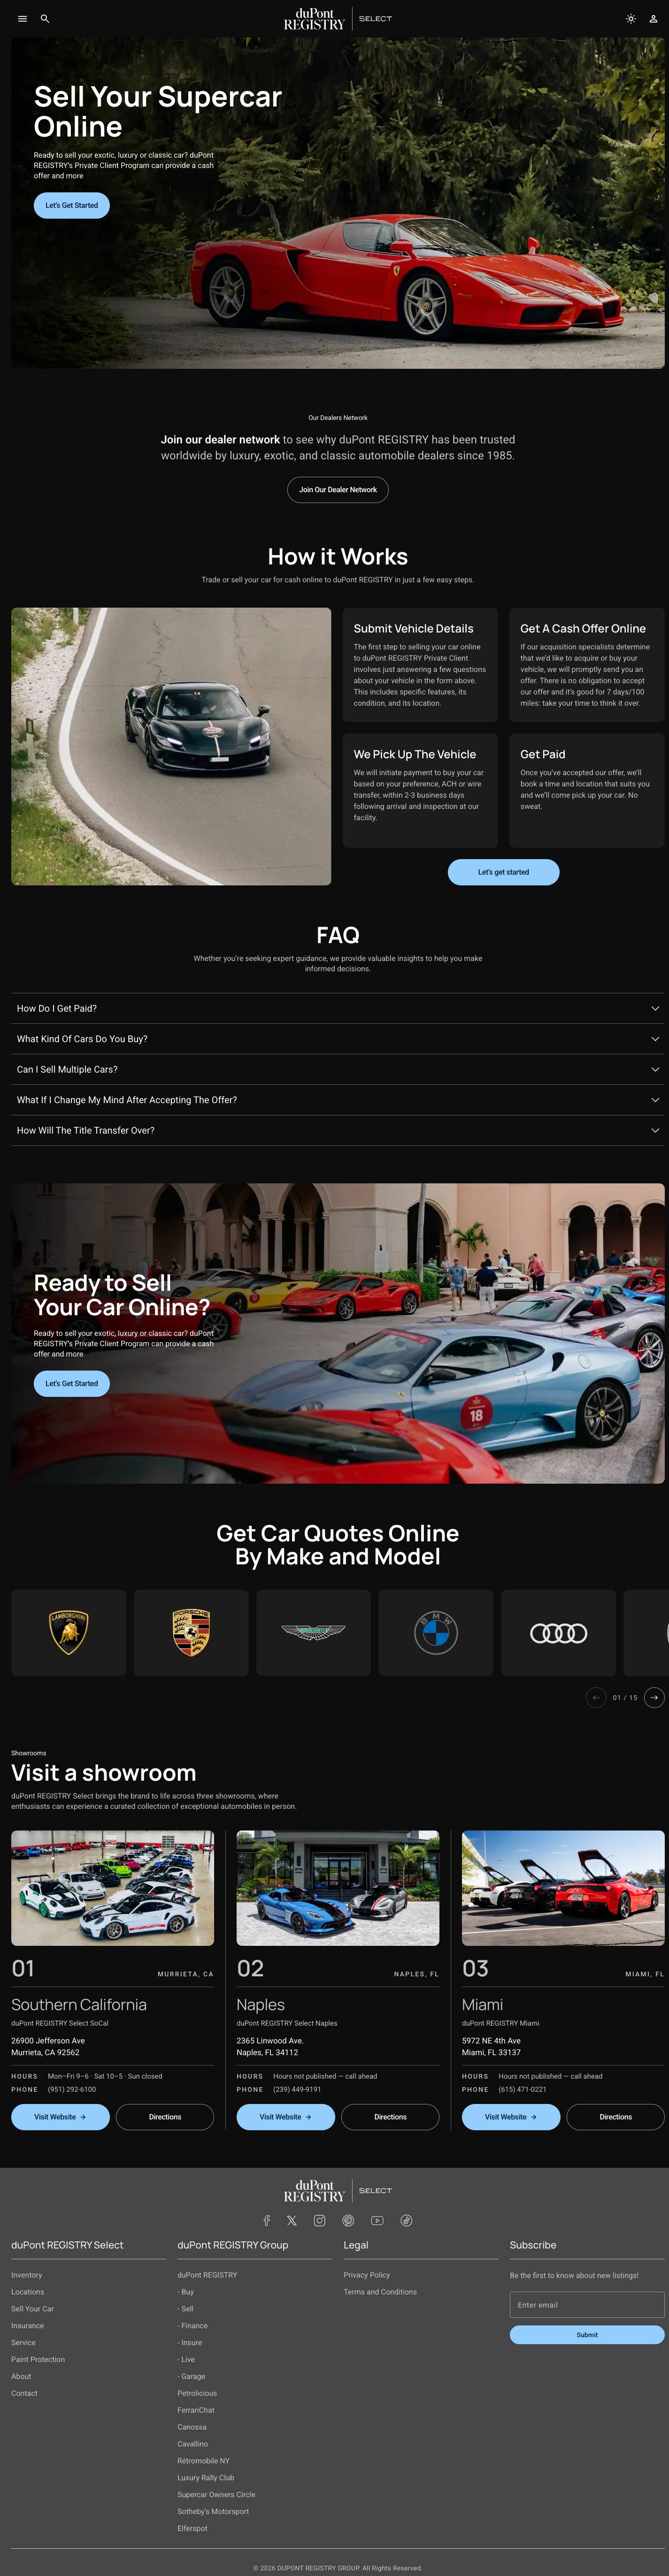 duPont
REGISTRY
SELECT
Sell Your Supercar
Online
Ready to sell your exotic, luxury or classic car? duPont
REGISTRY's Private Client Program can provide a cash
offer and more
Let's Get Started
Our Dealers Network
Join our dealer network to see why duPont REGISTRY has been trusted
worldwide by luxury, exotic, and classic automobile dealers since 1985.
Join Our Dealer Network
How it Works
Trade or sell your car for cash online to duPont REGISTRY in just a few easy steps.
Submit Vehicle Details
The first step to selling your car online
to duPont REGISTRY Private Client
involves just answering a few questions
about your vehicle in the form above.
This includes specific features, its
condition, and its location.
Get A Cash Offer Online
If our acquisition specialists determine
that we'd like to acquire or buy your
vehicle, we will promptly send you an
offer. There is no obligation to accept
our offer and it's good for 7 days/100
miles: take your time to think it over.
We Pick Up The Vehicle
We will initiate payment to buy your car
based on your preference, ACH or wire
transfer, within 2-3 business days
following arrival and inspection at our
facility.
Get Paid
Once you've accepted our offer, we'll
book a time and location that suits you
and we'll come pick up your car. No
sweat.
Let's get started
FAQ
Whether you're seeking expert guidance, we provide valuable insights to help you make
informed decisions.
How Do I Get Paid?
What Kind Of Cars Do You Buy?
Can I Sell Multiple Cars?
What If I Change My Mind After Accepting The Offer?
How Will The Title Transfer Over?
Ready to Sell
Your Car Online?
Ready to sell your exotic, luxury or classic car? duPont
REGISTRY's Private Client Program can provide a cash
offer and more
Let's Get Started
18
Get Car Quotes Online
By Make and Model
LAMBORGHINI
PORSCHE
BMW
01 / 15
Showrooms
Visit a showroom
duPont REGISTRY Select brings the brand to life across three showrooms, where
enthusiasts can experience a curated collection of exceptional automobiles in person.
01
MURRIETA, CA
Southern California
duPont REGISTRY Select SoCal
26900 Jefferson Ave
Murrieta, CA 92562
HOURS Mon–Fri 9–6 · Sat 10–5 · Sun closed
PHONE (951) 292-6100
Visit Website
Directions
02
NAPLES, FL
Naples
duPont REGISTRY Select Naples
2365 Linwood Ave.
Naples, FL 34112
HOURS Hours not published — call ahead
PHONE (239) 449-9191
Visit Website
Directions
03
MIAMI, FL
Miami
duPont REGISTRY Miami
5972 NE 4th Ave
Miami, FL 33137
HOURS Hours not published — call ahead
PHONE (615) 471-0221
Visit Website
Directions
duPont
REGISTRY
SELECT
duPont REGISTRY Select
Inventory
Locations
Sell Your Car
Insurance
Service
Paint Protection
About
Contact
duPont REGISTRY Group
duPont REGISTRY
- Buy
- Sell
- Finance
- Insure
- Live
- Garage
Petrolicious
FerrariChat
Canossa
Cavallino
Rétromobile NY
Luxury Rally Club
Supercar Owners Circle
Sotheby's Motorsport
Elferspot
Legal
Privacy Policy
Terms and Conditions
Subscribe
Be the first to know about new listings!
Enter email
Submit
© 2026 DUPONT REGISTRY GROUP. All Rights Reserved.